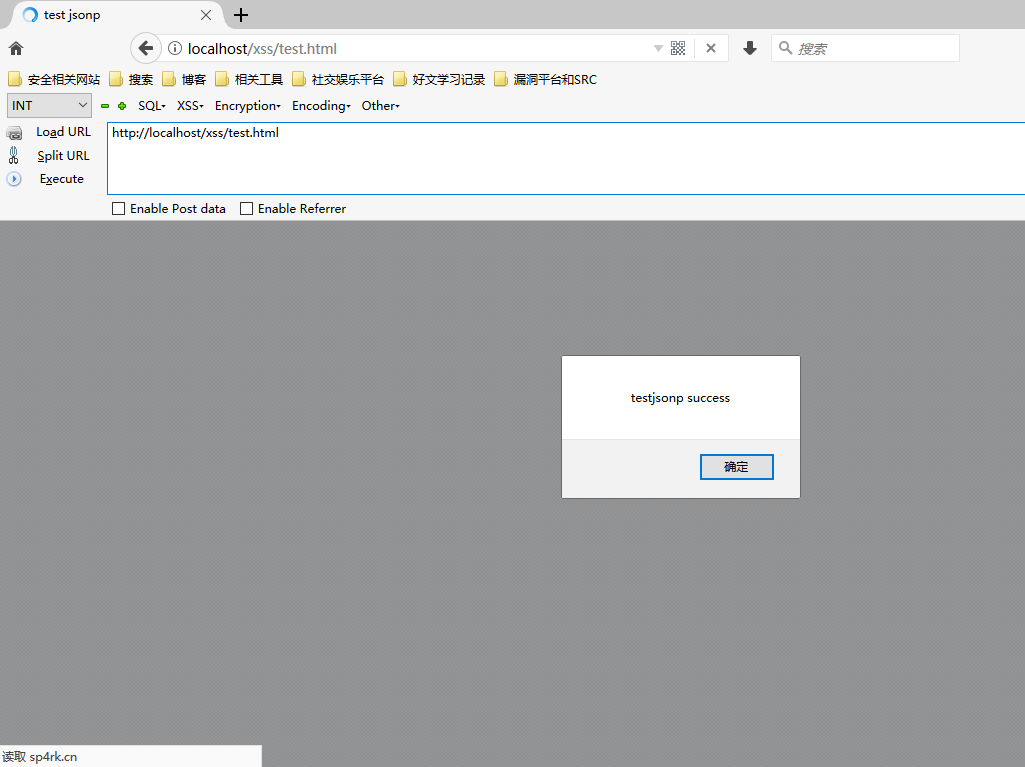 test jsonp
localhost/xss/test.html
搜索
安全相关网站 搜索 博客 相关工具 社交娱乐平台 好文学习记录 漏洞平台和SRC
INT SQL XSS Encryption Encoding Other
Load URL http://localhost/xss/test.html
Split URL
Execute
Enable Post data Enable Referrer
testjsonp success
确定
读取 sp4rk.cn